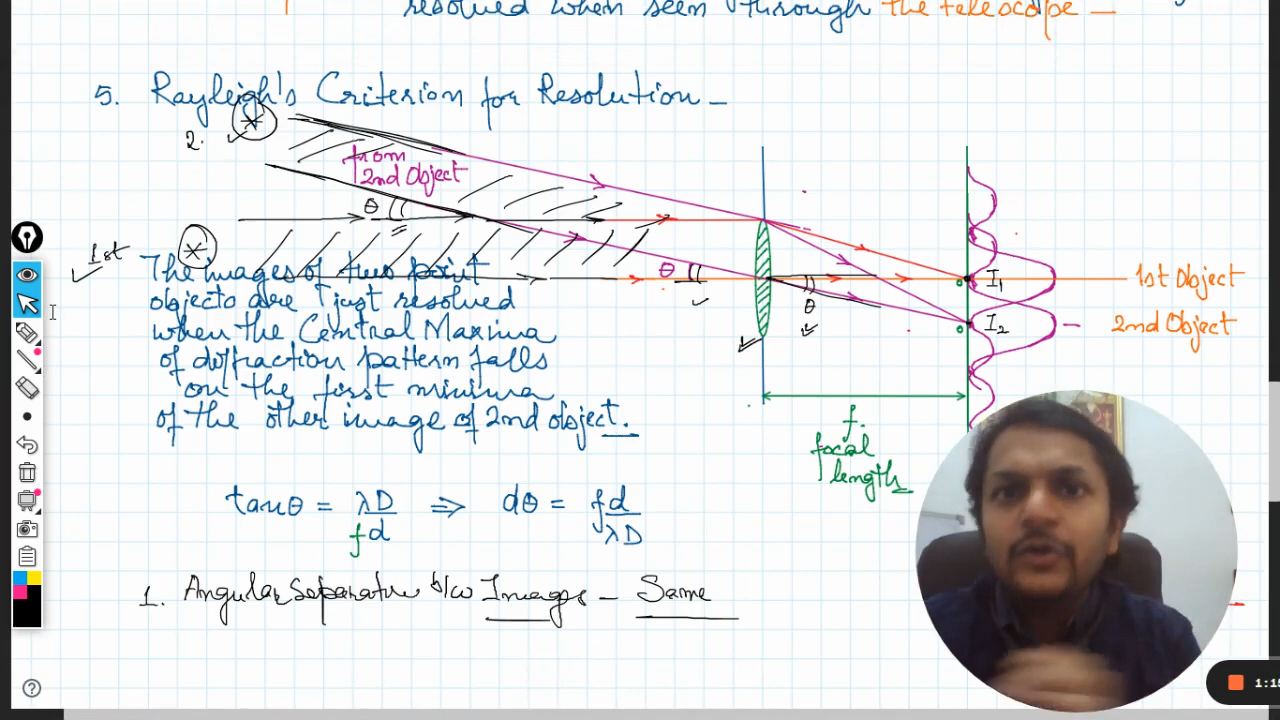 resolved when seen through the telescope –
5. Rayleigh's Criterion for Resolution –
2.
from
2nd Object
θ
1st
The images of two point
objects are just resolved
when the Central Maxima
of diffraction pattern falls
on the first minima
of the other image of 2nd object.
θ
θ
I1
1st Object
I2
2nd Object
f.
focal
length
tanθ = λD/fd ⇒ dθ = fd/λD
1. Angular Separation b/w Images – Same
1:15